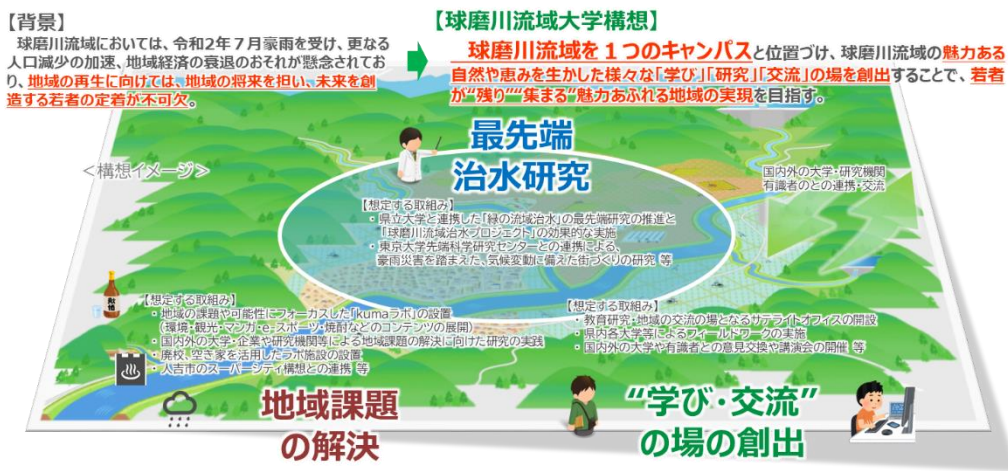 【背景】
球磨川流域においては、令和2年7月豪雨を受け、更なる
人口減少の加速、地域経済の衰退のおそれが懸念されてお
り、地域の再生に向けては、地域の将来を担い、未来を創
造する若者の定着が不可欠。
【球磨川流域大学構想】
球磨川流域を1つのキャンパスと位置づけ、球磨川流域の魅力ある
自然や恵みを生かした様々な「学び」「研究」「交流」の場を創出することで、若者
が“残り”“集まる”魅力あふれる地域の実現を目指す。
<構想イメージ>
最先端
治水研究
【想定する取組み】
・県立大学と連携した「緑の流域治水」の最先端研究の推進と
「球磨川流域治水プロジェクト」の効果的な実施
・東京大学先端科学研究センターとの連携による、
豪雨災害を踏まえた、気候変動に備えた街づくりの研究 等
国内外の大学・研究機関
有識者のとの連携・交流
【想定する取組み】
・地域の課題や可能性にフォーカスした「kumaラボ」の設置
(環境・観光・マンガ・e-スポーツ・焼酎などのコンテンツの展開)
・国内外の大学・企業や研究機関等による地域課題の解決に向けた研究の実践
・廃校、空き家を活用したラボ施設の設置
・人吉市のスーパーシティ構想との連携 等
地域課題
の解決
【想定する取組み】
・教育研究・地域の交流の場となるサテライトオフィスの開設
・県内各大学等によるフィールドワークの実施
・国内外の大学や有識者との意見交換や講演会の開催 等
“学び・交流”
の場の創出